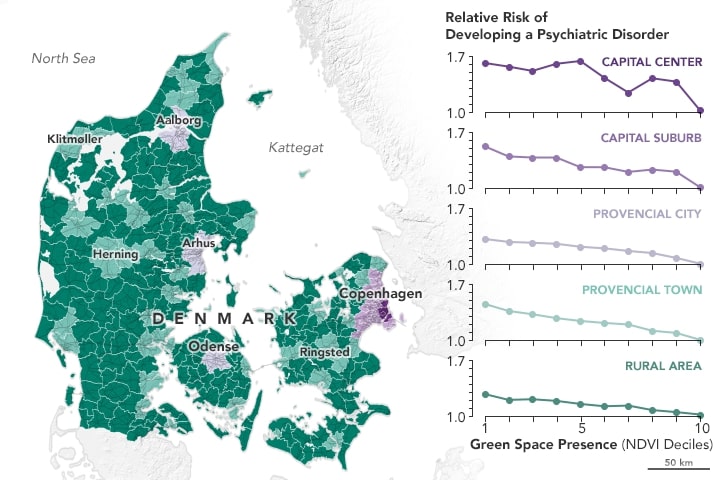 North Sea
Aalborg
Klitmøller
Kattegat
Arhus
Herning
Copenhagen
DENMARK
Odense
Ringsted
Relative Risk of
Developing a Psychiatric Disorder
1.7
CAPITAL CENTER
1.0
1.7
CAPITAL SUBURB
1.0
1.7
PROVENCIAL CITY
1.0
1.7
PROVENCIAL TOWN
1.0
1.7
RURAL AREA
1.0
1 5 10
Green Space Presence (NDVI Deciles)
50 km